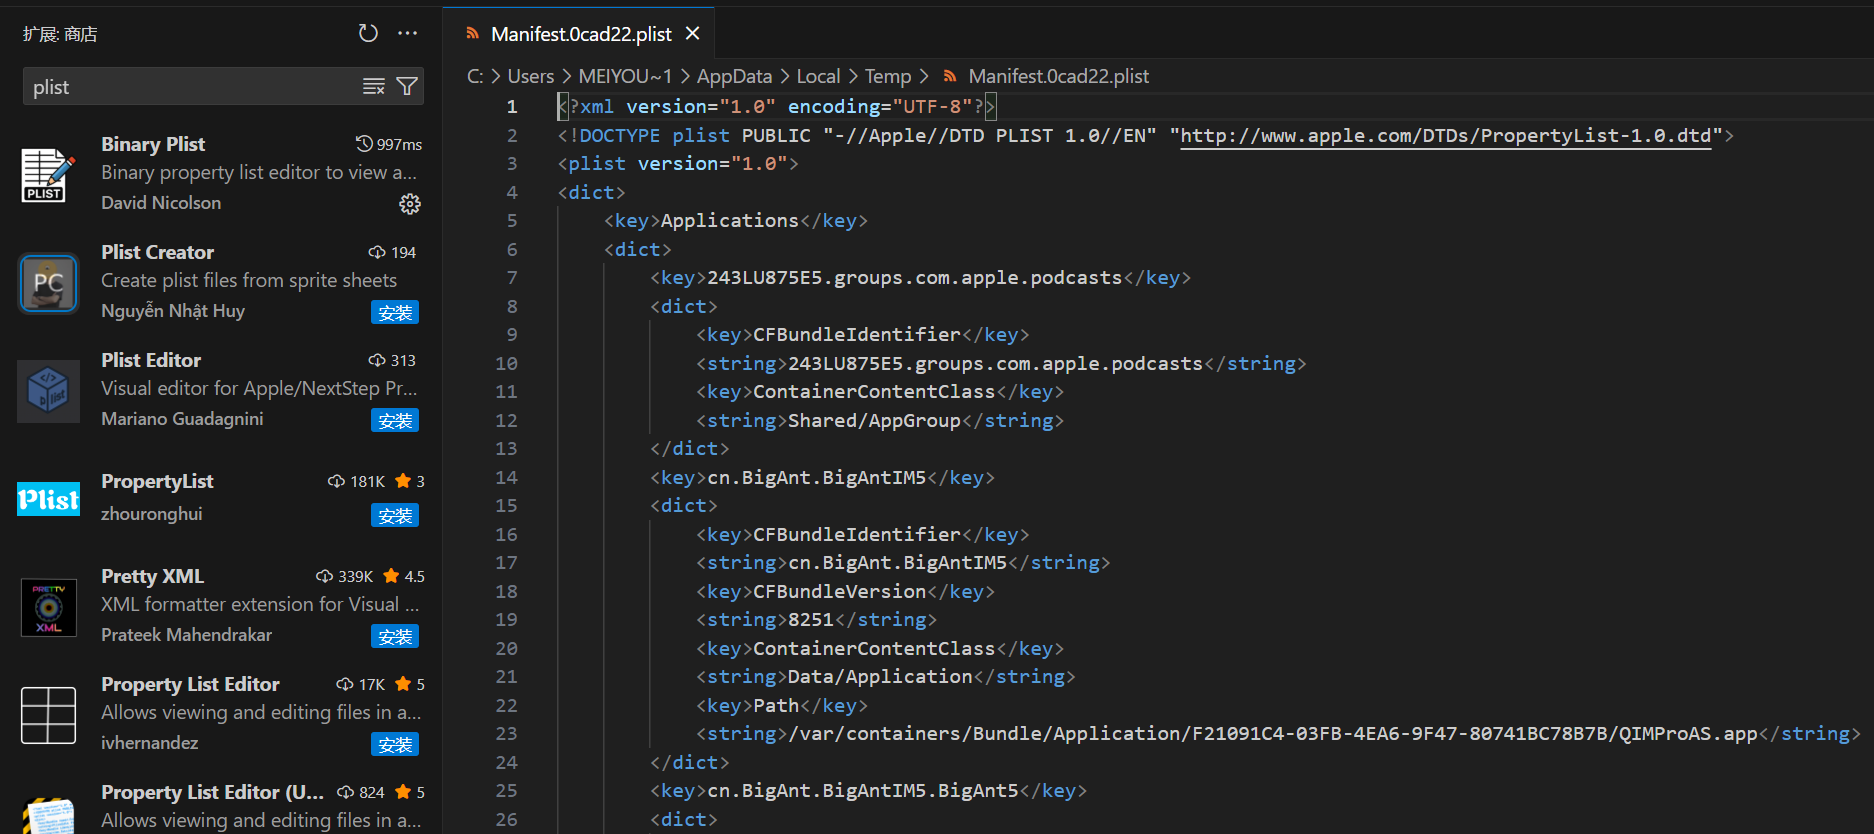 扩展: 商店
plist
Binary Plist
997ms
Binary property list editor to view a...
David Nicolson
PLIST
Plist Creator
194
Create plist files from sprite sheets
Nguyễn Nhật Huy
安装
PC
Plist Editor
313
Visual editor for Apple/NextStep Pr...
Mariano Guadagnini
安装
plist
PropertyList
181K
3
zhouronghui
安装
Plist
Pretty XML
339K
4.5
XML formatter extension for Visual ...
Prateek Mahendrakar
安装
PRETTY
XML
Property List Editor
17K
5
Allows viewing and editing files in a...
ivhernandez
安装
Property List Editor (U...
824
5
Allows viewing and editing files in a...
Manifest.0cad22.plist
C: > Users > MEIYOU~1 > AppData > Local > Temp > Manifest.0cad22.plist
1 <?xml version="1.0" encoding="UTF-8"?>
2 <!DOCTYPE plist PUBLIC "-//Apple//DTD PLIST 1.0//EN" "http://www.apple.com/DTDs/PropertyList-1.0.dtd">
3 <plist version="1.0">
4 <dict>
5 <key>Applications</key>
6 <dict>
7 <key>243LU875E5.groups.com.apple.podcasts</key>
8 <dict>
9 <key>CFBundleIdentifier</key>
10 <string>243LU875E5.groups.com.apple.podcasts</string>
11 <key>ContainerContentClass</key>
12 <string>Shared/AppGroup</string>
13 </dict>
14 <key>cn.BigAnt.BigAntIM5</key>
15 <dict>
16 <key>CFBundleIdentifier</key>
17 <string>cn.BigAnt.BigAntIM5</string>
18 <key>CFBundleVersion</key>
19 <string>8251</string>
20 <key>ContainerContentClass</key>
21 <string>Data/Application</string>
22 <key>Path</key>
23 <string>/var/containers/Bundle/Application/F21091C4-03FB-4EA6-9F47-80741BC78B7B/QIMProAS.app</string>
24 </dict>
25 <key>cn.BigAnt.BigAntIM5.BigAnt5</key>
26 <dict>